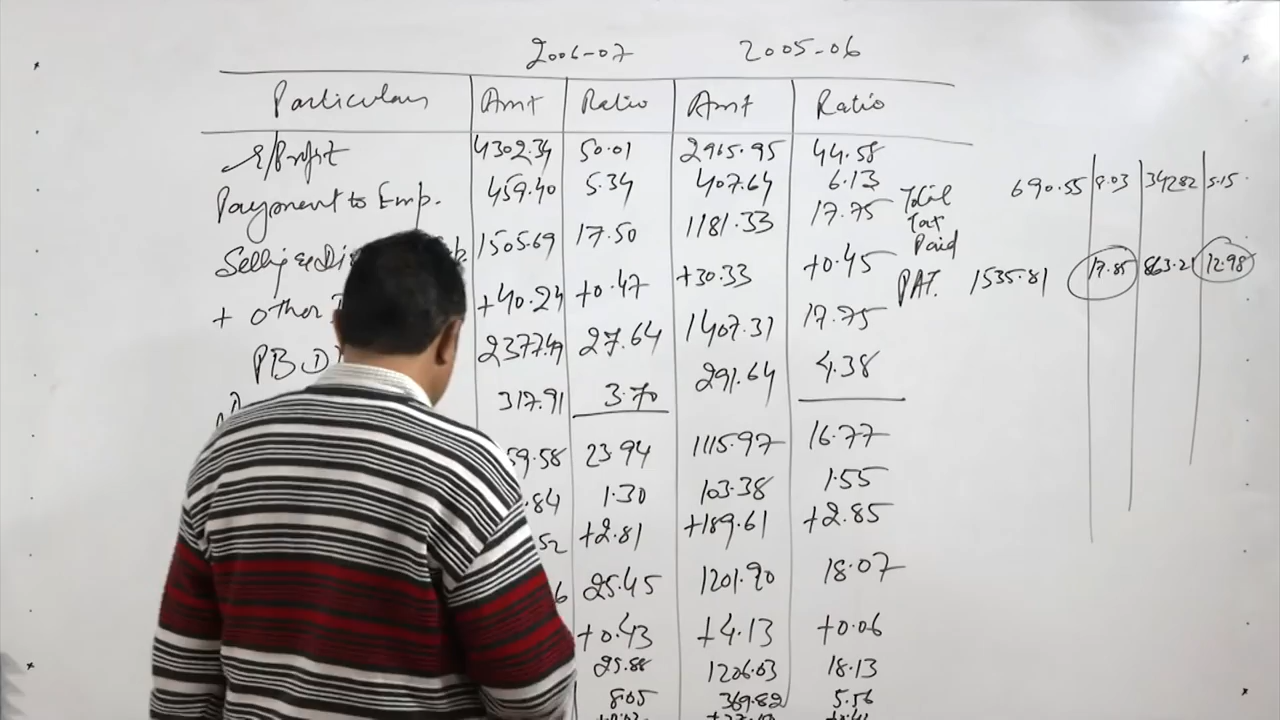 2006-07 2005-06
Particulars Amt Ratio Amt Ratio
G/Profit 4302.34 50.01 2965.95 44.58
Payment to Emp. 459.40 5.34 407.64 6.13
Selling & Di 1505.69 17.50 1181.33 17.75
+ Other +40.24 +0.47 +30.33 +0.45
PBD 2377.49 27.64 1407.31
317.91 3.70 291.64 4.38
59.58 23.94 1115.97 16.77
.84 1.30 103.38 1.55
52 +2.81 +189.61 +2.85
6 25.45 1201.90 18.07
+0.43 +4.13 +0.06
25.88 1206.03 18.13
8.05 369.82 5.56
Total 690.55 8.03 342.82 5.15
Tax
Paid
PAT. 1535.81 17.85 863.21 12.98